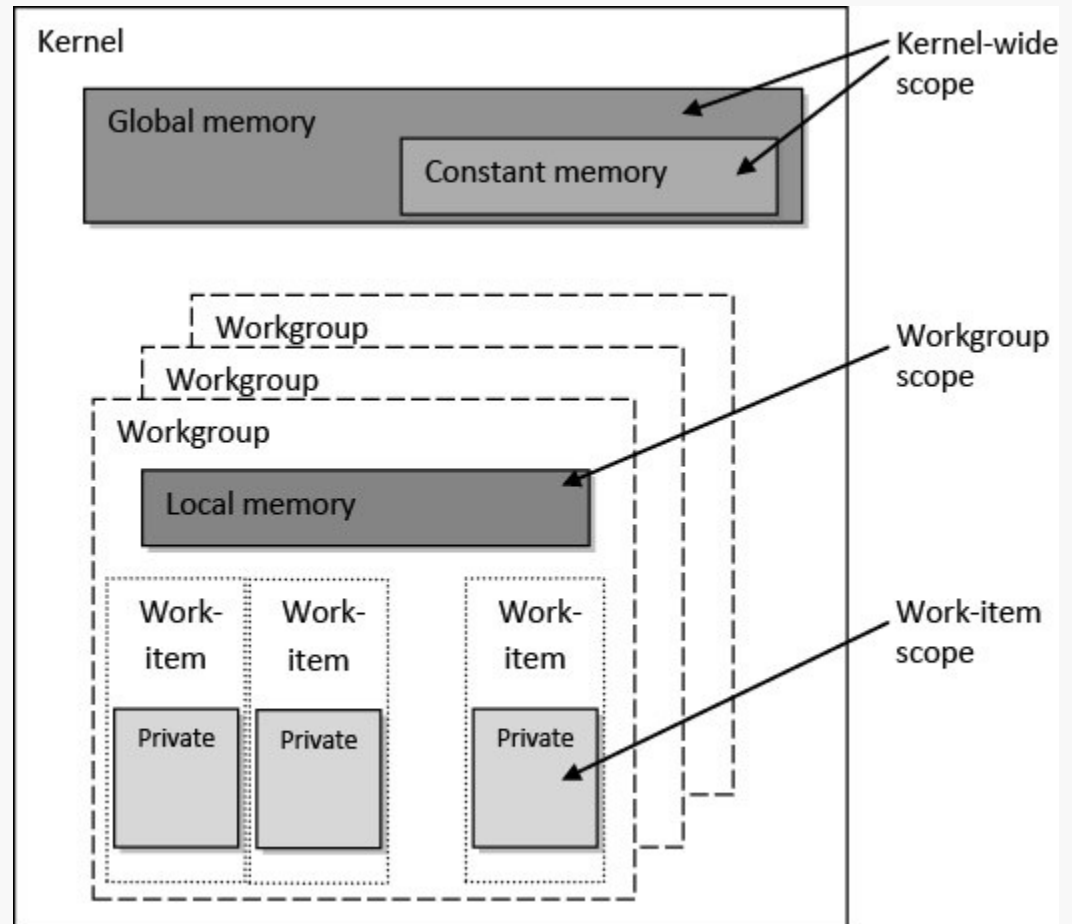 Kernel
Kernel-wide
scope
Global memory
Constant memory
Workgroup
Workgroup
Workgroup
Workgroup
scope
Local memory
Work-
item
Work-
item
Work-
item
Work-item
scope
Private
Private
Private